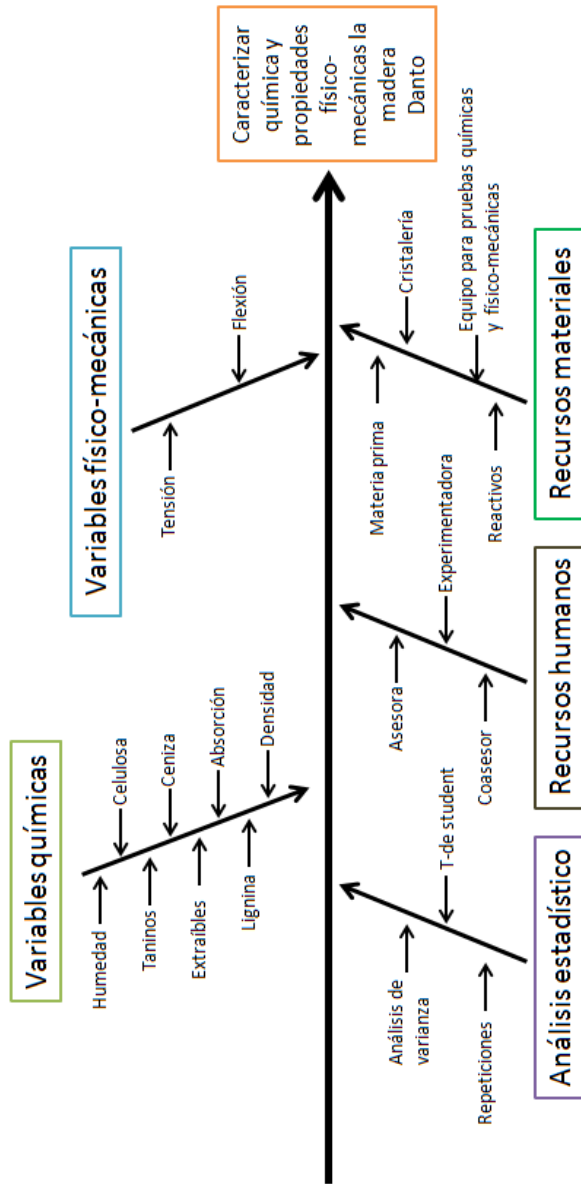 Variables químicas
Variables físico-mecánicas
Humedad
Celulosa
Taninos
Ceniza
Extraíbles
Absorción
Lignina
Densidad
Tensión
Flexión
Caracterizar
química y
propiedades
físico-
mecánicas la
madera
Danto
Análisis de
varianza
T-de student
Repeticiones
Asesora
Experimentadora
Coasesor
Materia prima
Cristalería
Equipo para pruebas químicas
y físico-mecánicas
Reactivos
Análisis estadístico
Recursos humanos
Recursos materiales